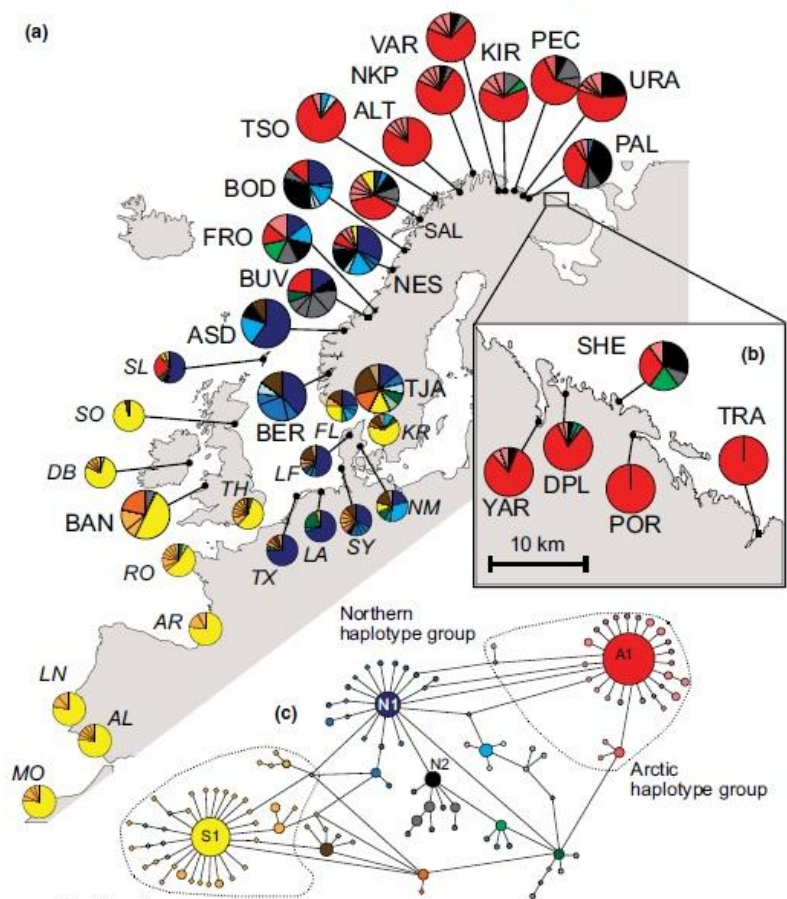 (a)
VAR
KIR
PEC
NKP
URA
ALT
TSO
PAL
BOD
SAL
FRO
NES
BUV
ASD
(b)
SHE
SL
TJA
SO
BER
FL
KR
TRA
LF
DB
TH
NM
YAR
DPL
POR
BAN
SY
LA
TX
10 km
RO
AR
Northern
haplotype group
A1
LN
N1
(c)
AL
N2
Arctic
haplotype group
MO
S1